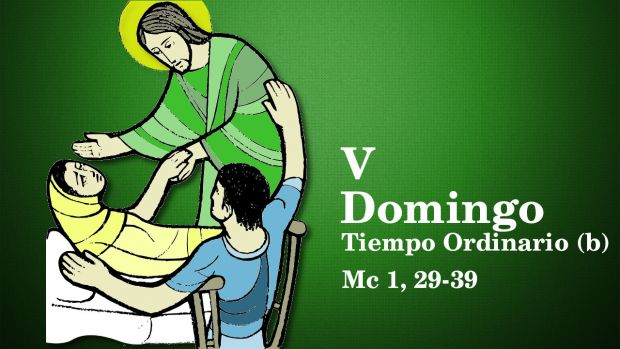 V
Domingo
Tiempo Ordinario (b)
Mc 1, 29-39